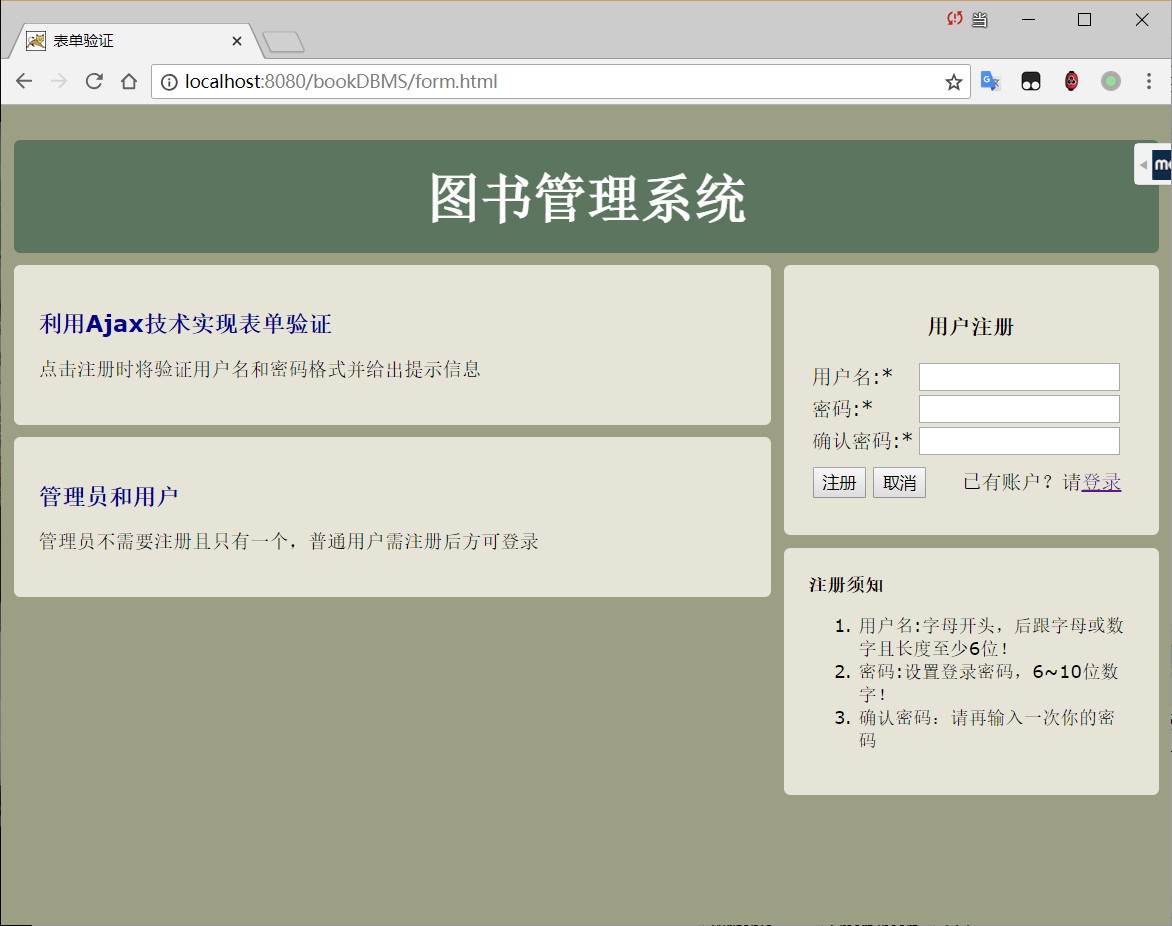 当
表单验证
localhost:8080/bookDBMS/form.html
图书管理系统
利用Ajax技术实现表单验证
点击注册时将验证用户名和密码格式并给出提示信息
管理员和用户
管理员不需要注册且只有一个，普通用户需注册后方可登录
用户注册
用户名:*
密码:*
确认密码:*
注册 取消 已有账户？请登录
注册须知
1. 用户名:字母开头，后跟字母或数
字且长度至少6位！
2. 密码:设置登录密码，6~10位数
字！
3. 确认密码：请再输入一次你的密
码